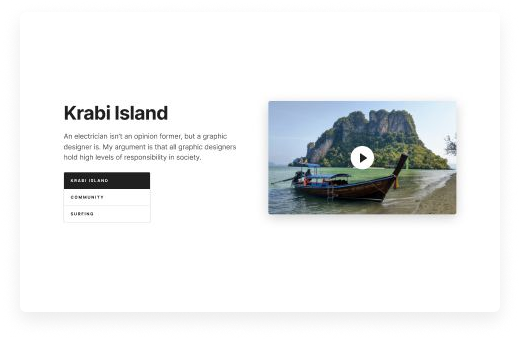 Krabi Island
An electrician isn't an opinion former, but a graphic
designer is. My argument is that all graphic designers
hold high levels of responsibility in society.
KRABI ISLAND
COMMUNITY
SURFING